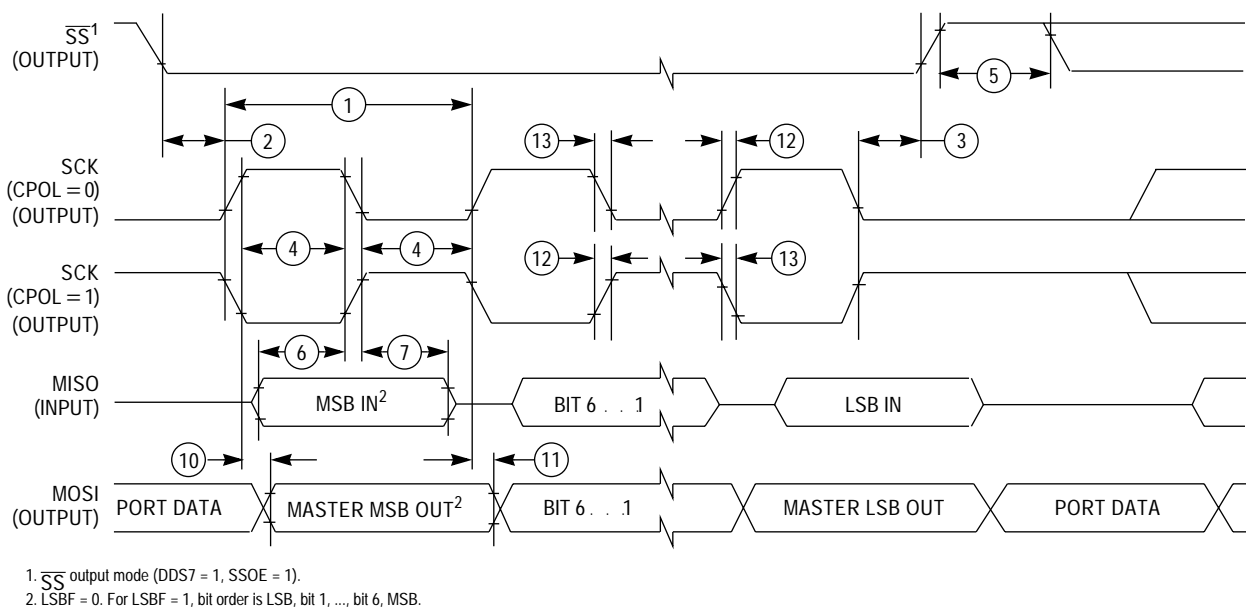 SS¹
(OUTPUT)
5
1
2
13
12
3
SCK
(CPOL = 0)
(OUTPUT)
4
4
12
13
SCK
(CPOL = 1)
(OUTPUT)
6
7
MISO
(INPUT)
MSB IN²
BIT 6 . . . 1
LSB IN
10
11
MOSI
(OUTPUT)
PORT DATA
MASTER MSB OUT²
BIT 6 . . . 1
MASTER LSB OUT
PORT DATA
1. SS output mode (DDS7 = 1, SSOE = 1).
2. LSBF = 0. For LSBF = 1, bit order is LSB, bit 1, ..., bit 6, MSB.